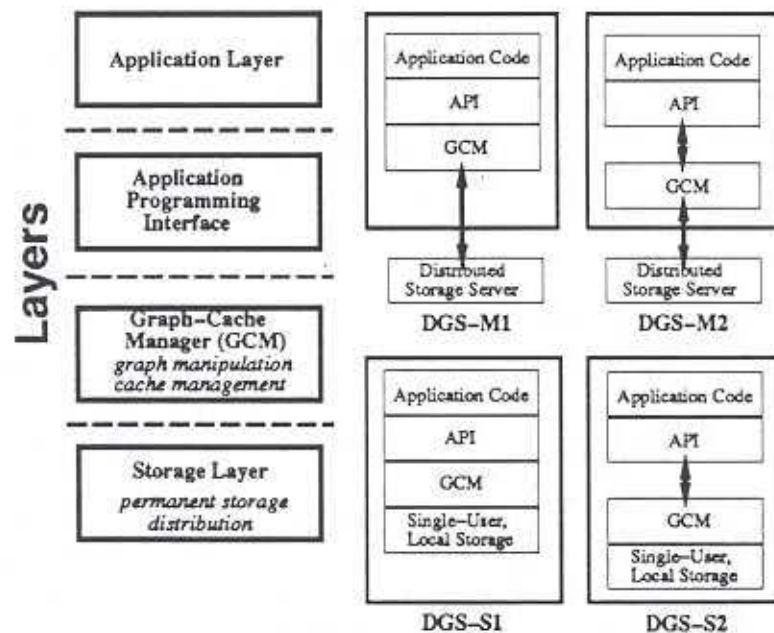 Layers
Application Layer
Application
Programming
Interface
Graph-Cache
Manager (GCM)
graph manipulation
cache management
Storage Layer
permanent storage
distribution
Application Code
API
GCM
Distributed
Storage Server
DGS-M1
Application Code
API
GCM
Distributed
Storage Server
DGS-M2
Application Code
API
GCM
Single-User,
Local Storage
DGS-S1
Application Code
API
GCM
Single-User,
Local Storage
DGS-S2